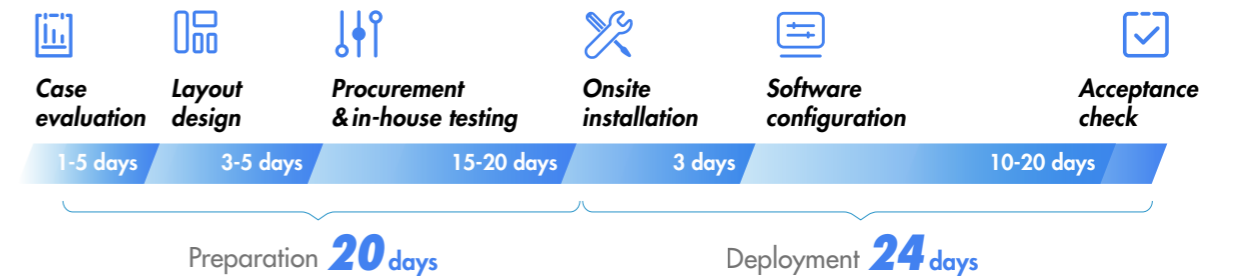 Case
evaluation
Layout
design
Procurement
& in-house testing
Onsite
installation
Software
configuration
Acceptance
check
1-5 days
3-5 days
15-20 days
3 days
10-20 days
Preparation 20 days
Deployment 24 days